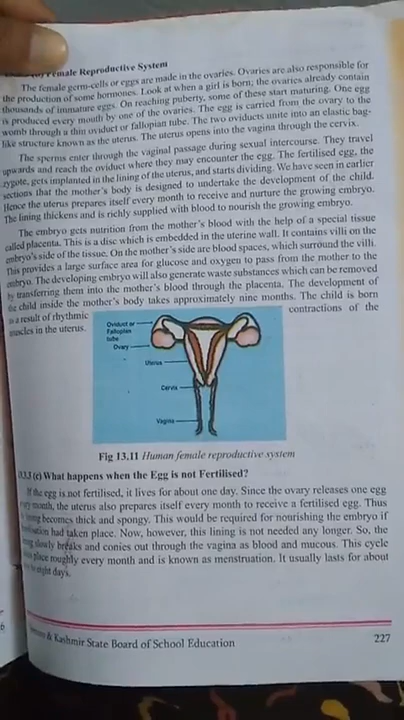 Female Reproductive System
The female germ-cells or eggs are made in the ovaries. Ovaries are also responsible for
the production of some hormones. Look at when a girl is born; the ovaries already contain
thousands of immature eggs. On reaching puberty, some of these start maturing. One egg
is produced every month by one of the ovaries. The egg is carried from the ovary to the
womb through a thin oviduct or fallopian tube. The two oviducts unite into an elastic bag-
like structure known as the uterus. The uterus opens into the vagina through the cervix.
The sperms enter through the vaginal passage during sexual intercourse. They travel
upwards and reach the oviduct where they may encounter the egg. The fertilised egg, the
zygote, gets implanted in the lining of the uterus, and starts dividing. We have seen in earlier
sections that the mother's body is designed to undertake the development of the child.
Hence the uterus prepares itself every month to receive and nurture the growing embryo.
The lining thickens and is richly supplied with blood to nourish the growing embryo.
The embryo gets nutrition from the mother's blood with the help of a special tissue
called placenta. This is a disc which is embedded in the uterine wall. It contains villi on the
embryo's side of the tissue. On the mother's side are blood spaces, which surround the villi.
This provides a large surface area for glucose and oxygen to pass from the mother to the
embryo. The developing embryo will also generate waste substances which can be removed
by transferring them into the mother's blood through the placenta. The development of
the child inside the mother's body takes approximately nine months. The child is born
as a result of rhythmic contractions of the
muscles in the uterus.
Oviduct or
Fallopian
tube
Ovary
Uterus
Cervix
Vagina
Fig 13.11 Human female reproductive system
(c) What happens when the Egg is not Fertilised?
If the egg is not fertilised, it lives for about one day. Since the ovary releases one egg
every month, the uterus also prepares itself every month to receive a fertilised egg. Thus
lining becomes thick and spongy. This would be required for nourishing the embryo if
had taken place. Now, however, this lining is not needed any longer. So, the
slowly breaks and conies out through the vagina as blood and mucous. This cycle
place roughly every month and is known as menstruation. It usually lasts for about
eight days.
& Kashmir State Board of School Education
227
6